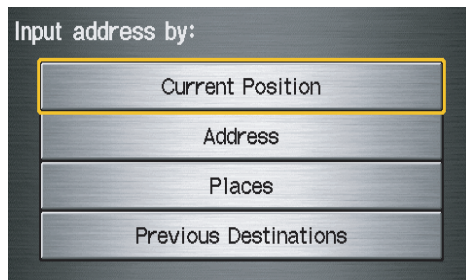 Input address by:
Current Position
Address
Places
Previous Destinations